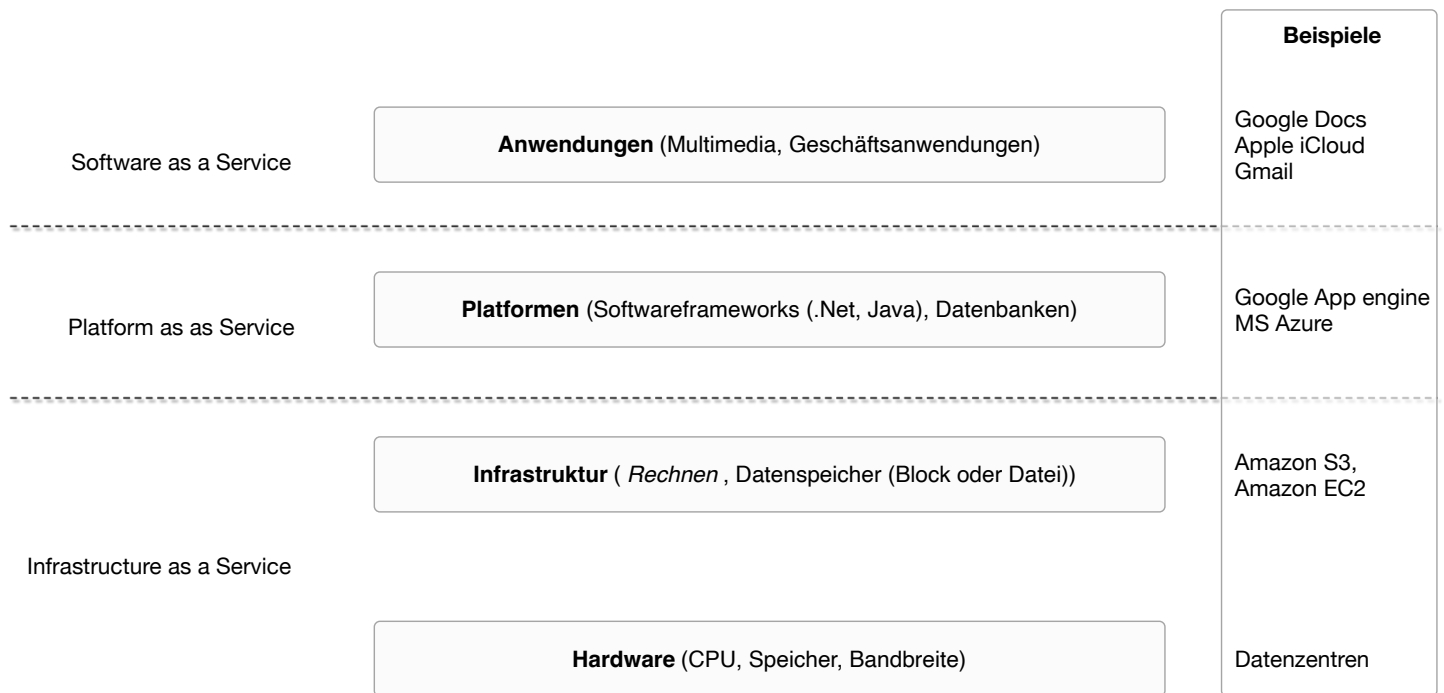 Beispiele
Software as a Service
Anwendungen (Multimedia, Geschäftsanwendungen)
Google Docs
Apple iCloud
Gmail
Platform as as Service
Platformen (Softwareframeworks (.Net, Java), Datenbanken)
Google App engine
MS Azure
Infrastructure as a Service
Infrastruktur ( Rechnen , Datenspeicher (Block oder Datei))
Amazon S3,
Amazon EC2
Hardware (CPU, Speicher, Bandbreite)
Datenzentren